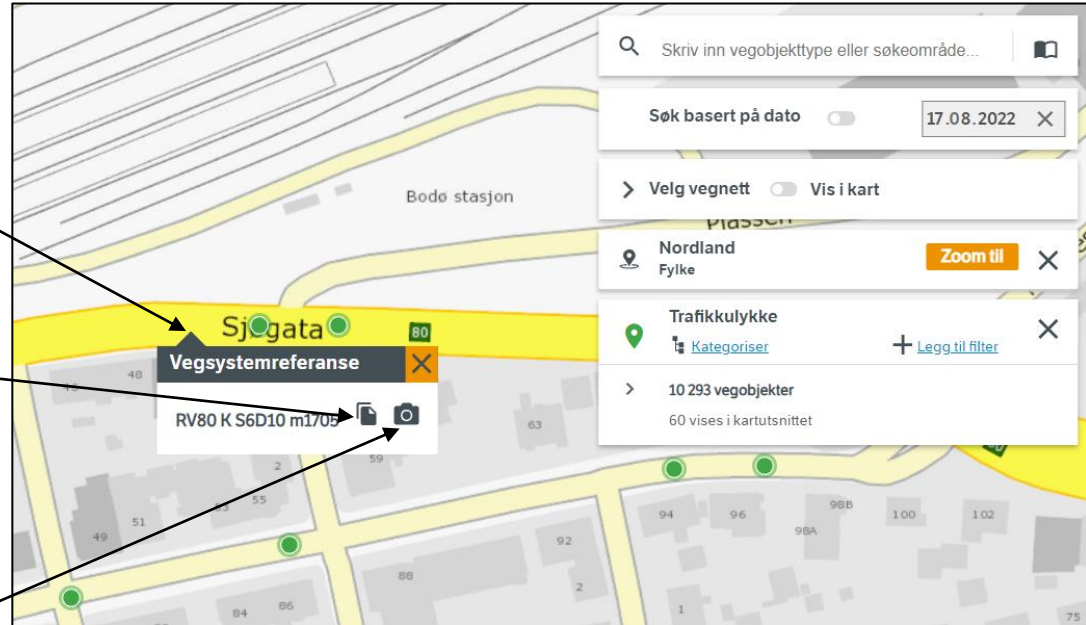 Skriv inn vegobjekttype eller søkeområde...
Søk basert på dato
17.08.2022
Velg vegnett
Vis i kart
Plassen
Nordland
Fylke
Zoom til
Trafikkulykke
Kategoriser
Legg til filter
10 293 vegobjekter
60 vises i kartutsnittet
Bodø stasjon
Sjøgata
80
Vegsystemreferanse
RV80 K S6D10 m1705
46
48
63
2
59
55
53
51
49
92
88
2
84
86
94
96
98B
98A
100
102
1
75
80